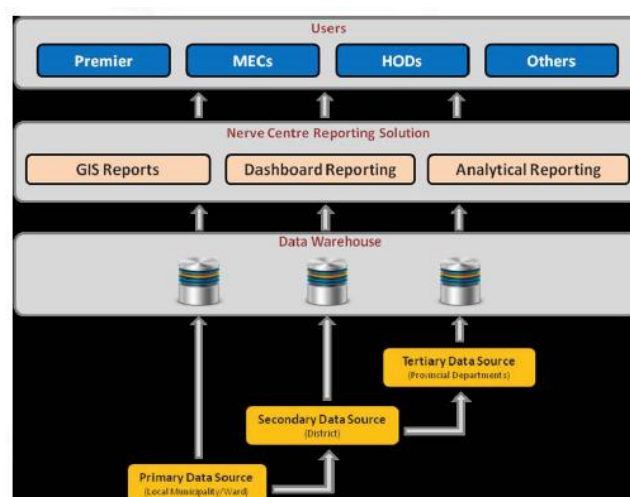 Users
Premier MECs HODs Others
Nerve Centre Reporting Solution
GIS Reports Dashboard Reporting Analytical Reporting
Data Warehouse
Tertiary Data Source
(Provincial Departments)
Secondary Data Source
(District)
Primary Data Source
(Local Municipality/Ward)